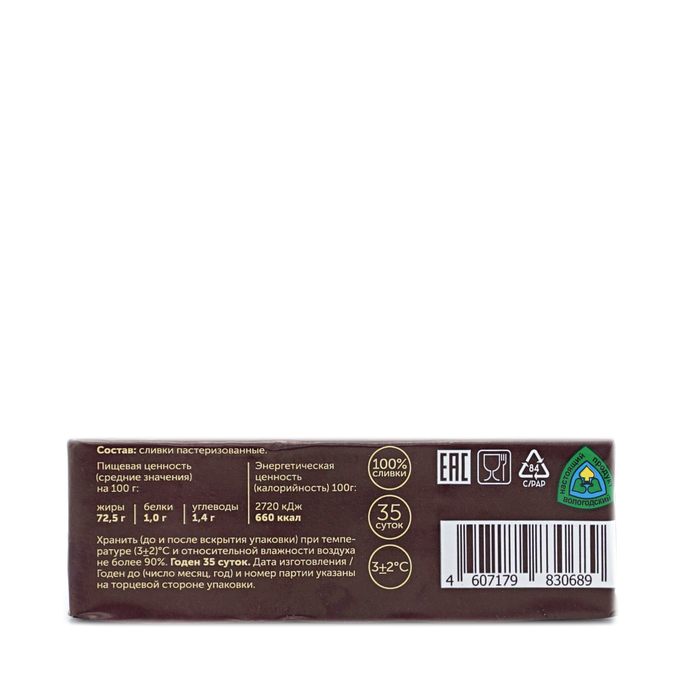 Состав: сливки пастеризованные.
Пищевая ценность
(средние значения)
на 100 г:
жиры белки углеводы
72,5 г 1,0 г 1,4 г
Энергетическая
ценность
(калорийность) 100г:
2720 кДж
660 ккал
Хранить (до и после вскрытия упаковки) при темпе-
ратуре (3±2)°С и относительной влажности воздуха
не более 90%. Годен 35 суток. Дата изготовления /
Годен до (число месяц, год) и номер партии указаны
на торцевой стороне упаковки.
100%
СЛИВКИ
35
суток
3±2°С
EAC
84
C/PAP
настоящий
продукт
вологодский
4 607179 830689